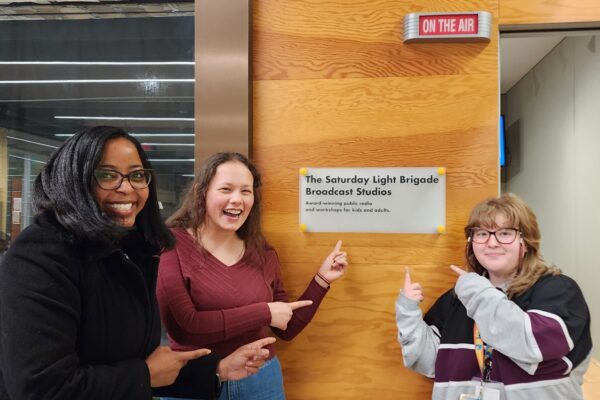 ON THE AIR
The Saturday Light Brigade
Broadcast Studios
Award-winning public radio
and workshops for kids and adults.